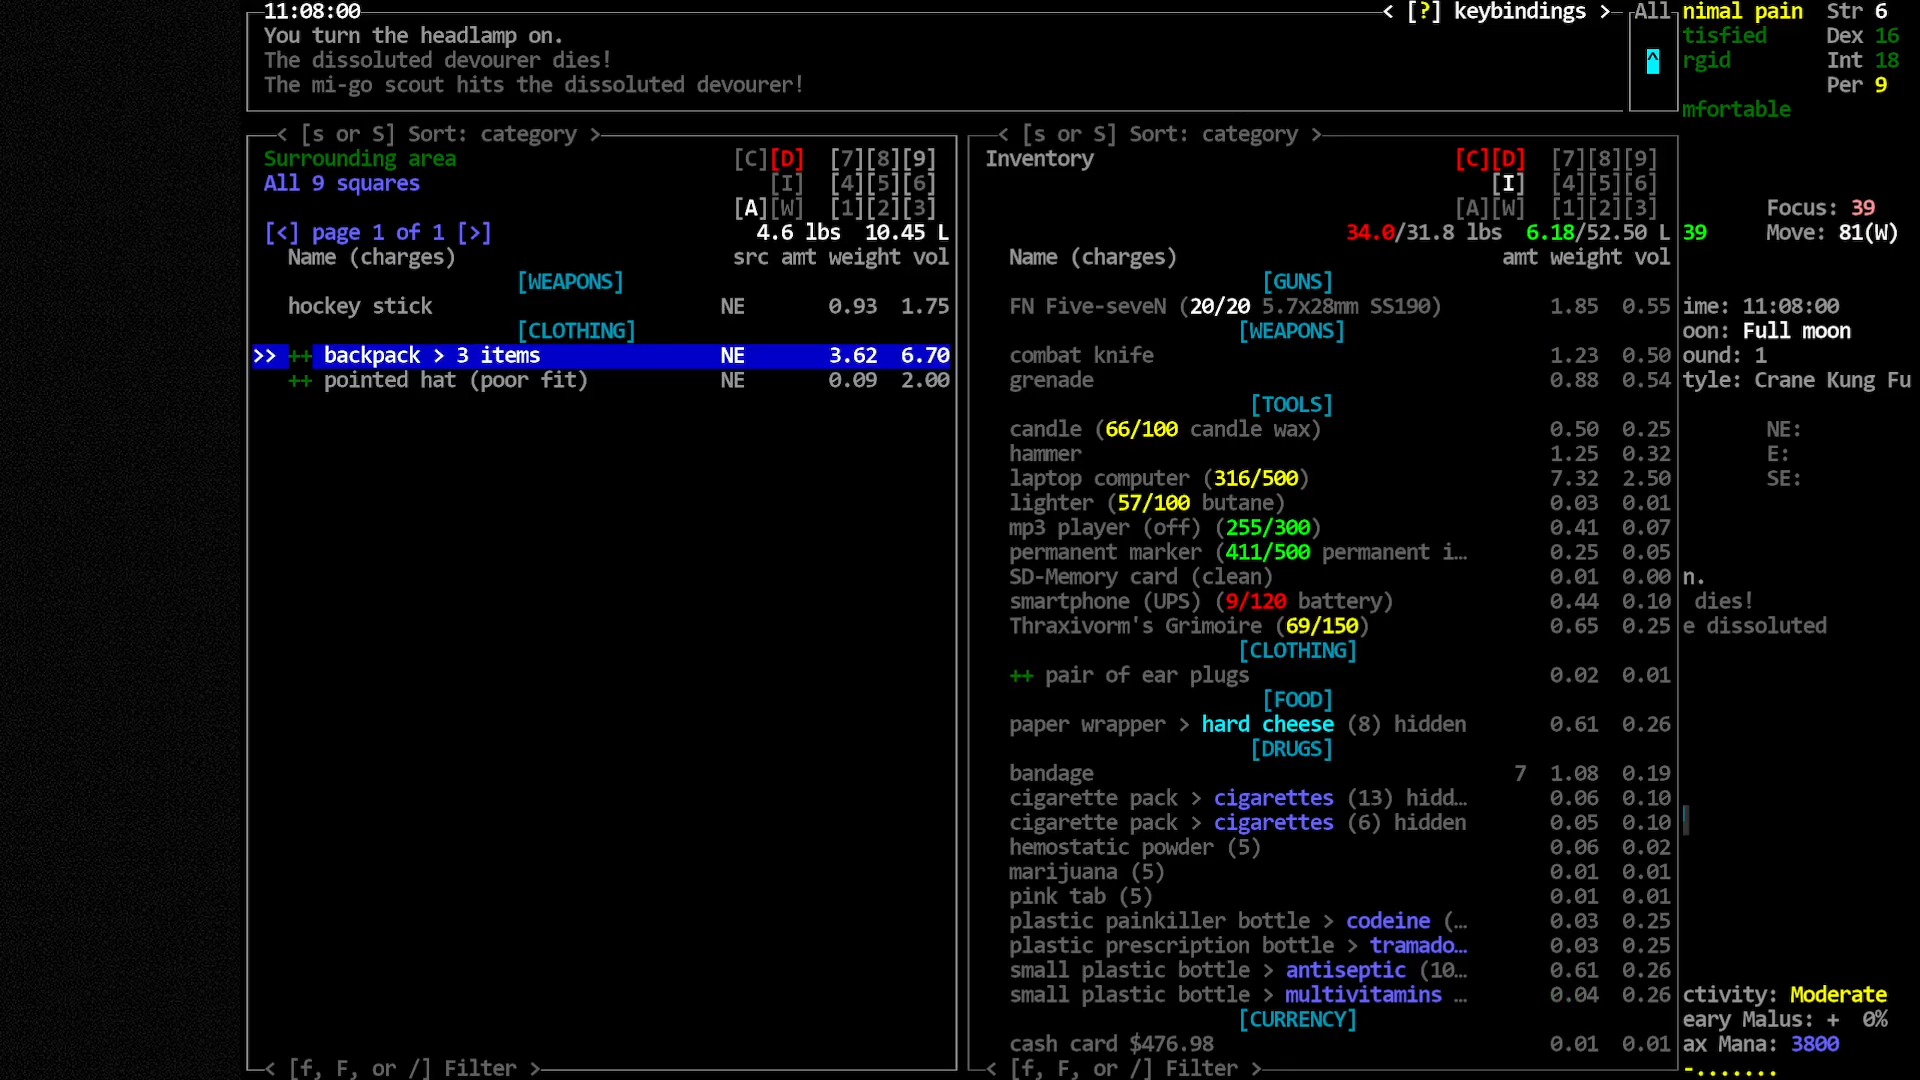 11:08:00 < [?] keybindings >
You turn the headlamp on.
The dissoluted devourer dies!
The mi-go scout hits the dissoluted devourer!
All
^
nimal pain Str 6
tisfied Dex 16
rgid Int 18
Per 9
mfortable
< [s or S] Sort: category >
Surrounding area [C][D] [7][8][9]
All 9 squares [I] [4][5][6]
[A][W] [1][2][3]
[<] page 1 of 1 [>] 4.6 lbs 10.45 L
Name (charges) src amt weight vol
[WEAPONS]
hockey stick NE 0.93 1.75
[CLOTHING]
>> ++ backpack > 3 items NE 3.62 6.70
++ pointed hat (poor fit) NE 0.09 2.00
< [f, F, or /] Filter >
< [s or S] Sort: category >
Inventory [C][D] [7][8][9]
[I] [4][5][6]
[A][W] [1][2][3]
34.0/31.8 lbs 6.18/52.50 L
Name (charges) amt weight vol
[GUNS]
FN Five-seveN (20/20 5.7x28mm SS190) 1.85 0.55
[WEAPONS]
combat knife 1.23 0.50
grenade 0.88 0.54
[TOOLS]
candle (66/100 candle wax) 0.50 0.25
hammer 1.25 0.32
laptop computer (316/500) 7.32 2.50
lighter (57/100 butane) 0.03 0.01
mp3 player (off) (255/300) 0.41 0.07
permanent marker (411/500 permanent i… 0.25 0.05
SD-Memory card (clean) 0.01 0.00
smartphone (UPS) (9/120 battery) 0.44 0.10
Thraxivorm's Grimoire (69/150) 0.65 0.25
[CLOTHING]
++ pair of ear plugs 0.02 0.01
[FOOD]
paper wrapper > hard cheese (8) hidden 0.61 0.26
[DRUGS]
bandage 7 1.08 0.19
cigarette pack > cigarettes (13) hidd… 0.06 0.10
cigarette pack > cigarettes (6) hidden 0.05 0.10
hemostatic powder (5) 0.06 0.02
marijuana (5) 0.01 0.01
pink tab (5) 0.01 0.01
plastic painkiller bottle > codeine (… 0.03 0.25
plastic prescription bottle > tramado… 0.03 0.25
small plastic bottle > antiseptic (10… 0.61 0.26
small plastic bottle > multivitamins … 0.04 0.26
[CURRENCY]
cash card $476.98 0.01 0.01
< [f, F, or /] Filter >
Focus: 39
39 Move: 81(W)
ime: 11:08:00
oon: Full moon
ound: 1
tyle: Crane Kung Fu
NE:
E:
SE:
n.
dies!
e dissoluted
ctivity: Moderate
eary Malus: + 0%
ax Mana: 3800
-.......